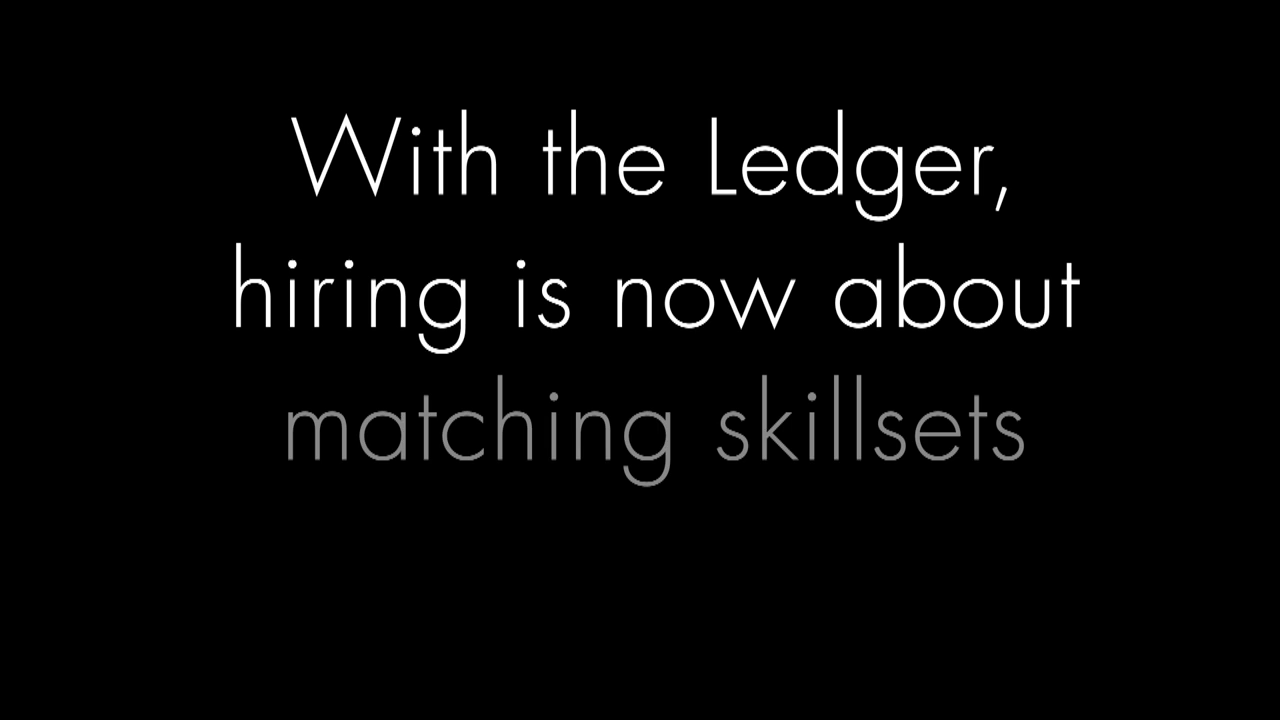 With the Ledger,
hiring is now about
matching skillsets